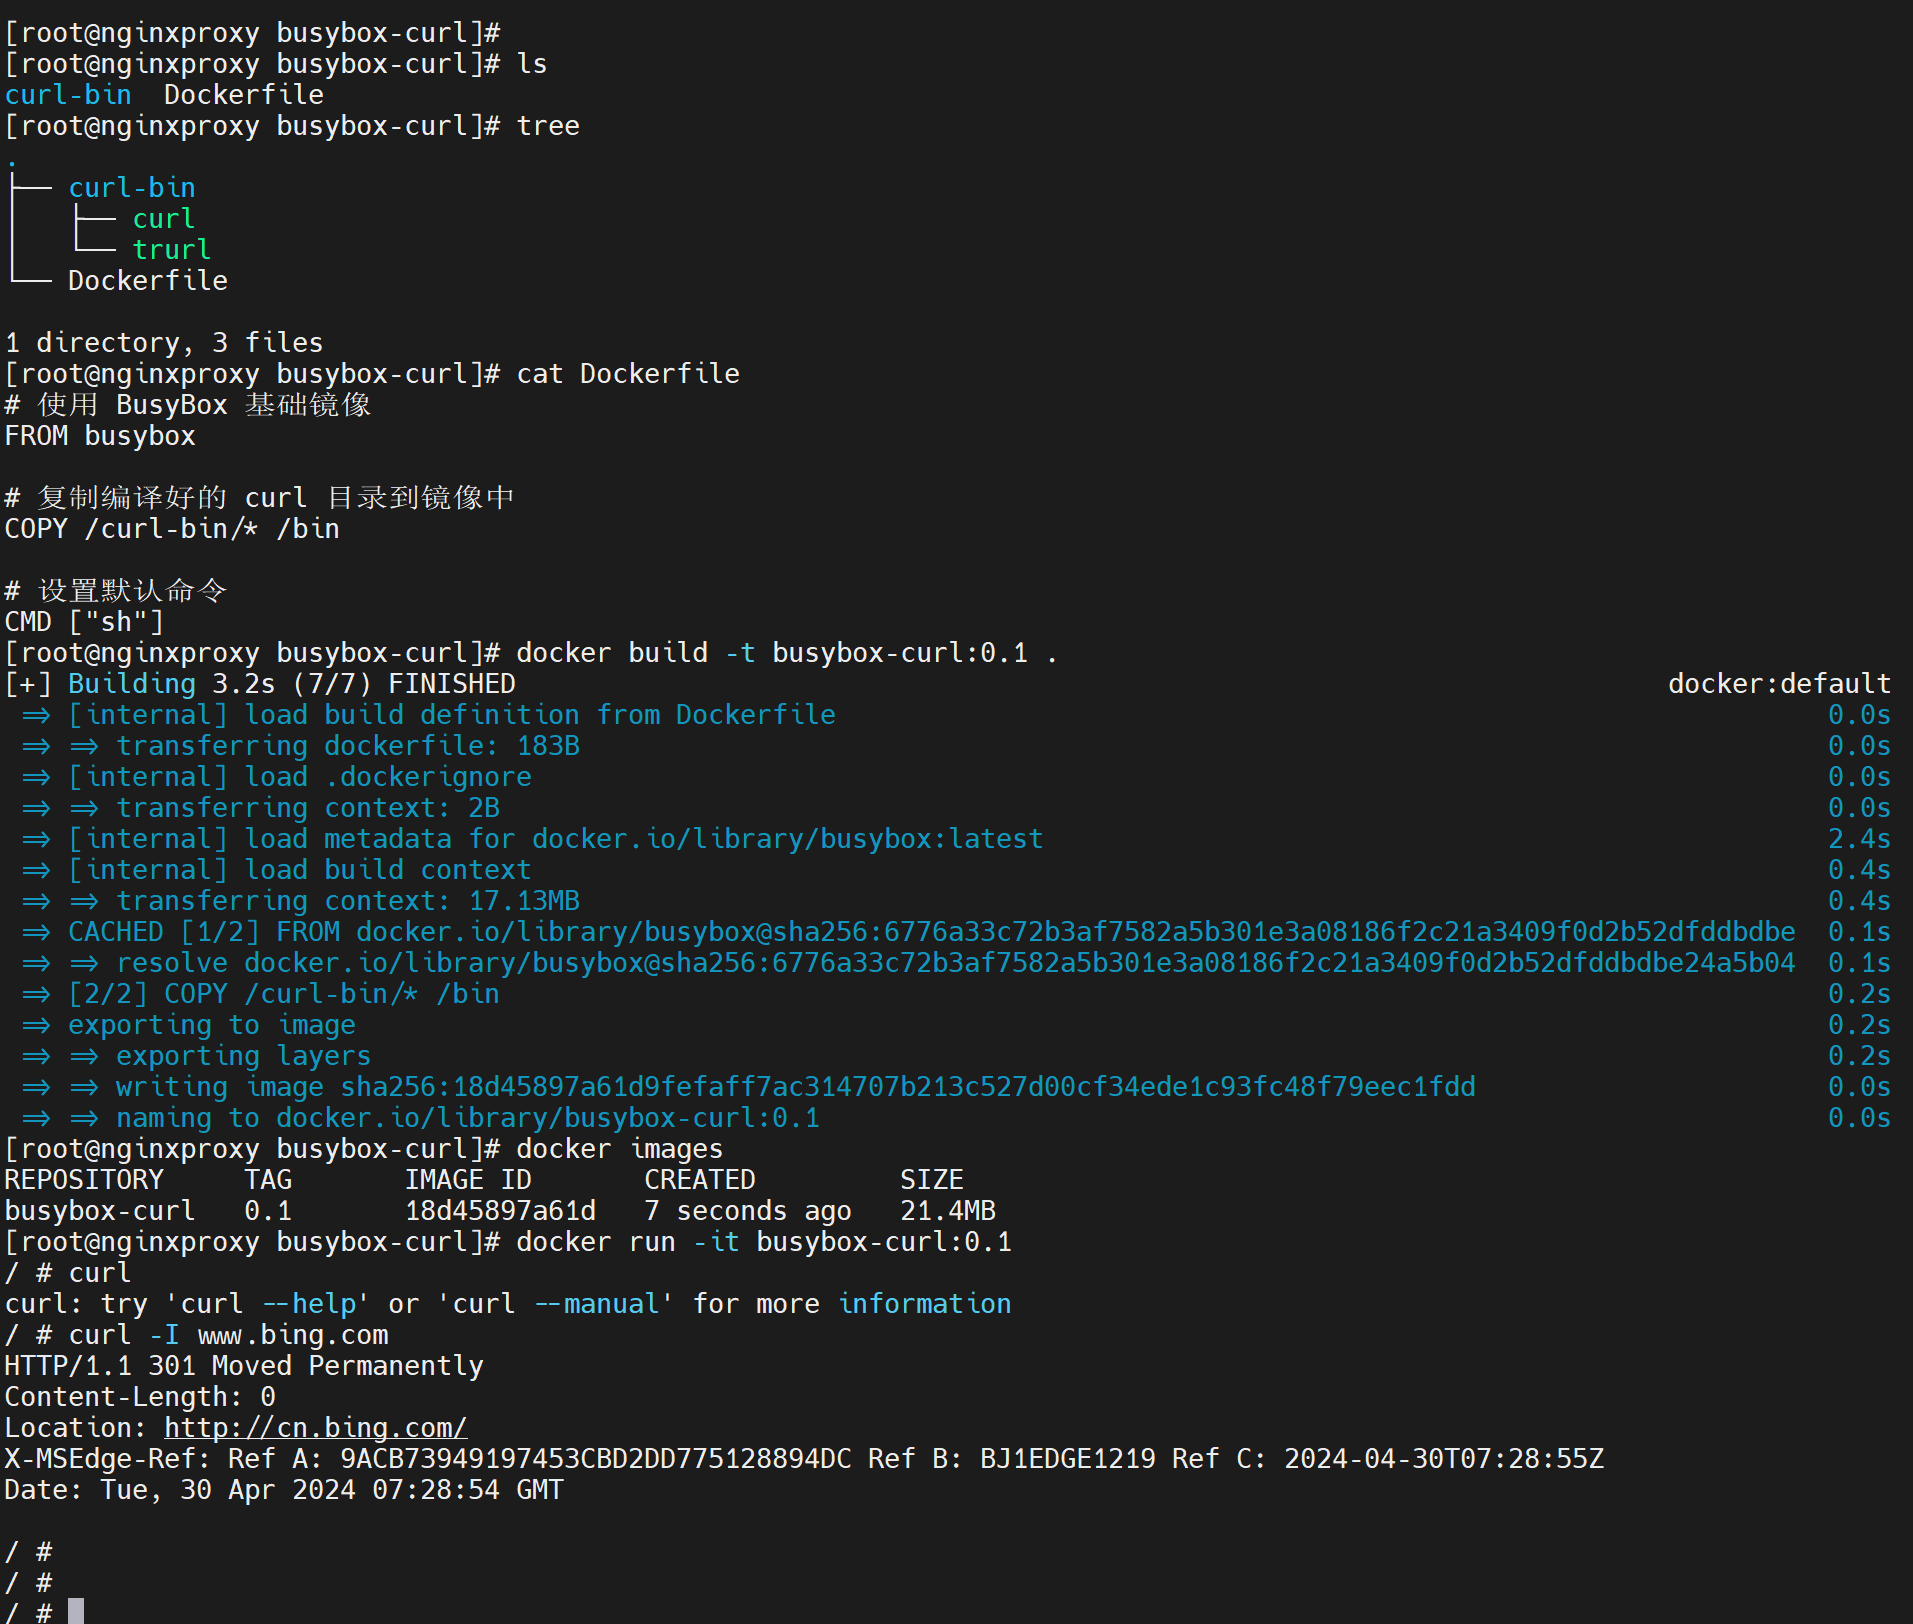 [root@nginxproxy busybox-curl]#
[root@nginxproxy busybox-curl]# ls
curl-bin  Dockerfile
[root@nginxproxy busybox-curl]# tree
.
├── curl-bin
│   ├── curl
│   └── trurl
└── Dockerfile

1 directory, 3 files
[root@nginxproxy busybox-curl]# cat Dockerfile
# 使用 BusyBox 基础镜像
FROM busybox

# 复制编译好的 curl 目录到镜像中
COPY /curl-bin/* /bin

# 设置默认命令
CMD ["sh"]
[root@nginxproxy busybox-curl]# docker build -t busybox-curl:0.1 .
[+] Building 3.2s (7/7) FINISHED docker:default
 => [internal] load build definition from Dockerfile 0.0s
 => => transferring dockerfile: 183B 0.0s
 => [internal] load .dockerignore 0.0s
 => => transferring context: 2B 0.0s
 => [internal] load metadata for docker.io/library/busybox:latest 2.4s
 => [internal] load build context 0.4s
 => => transferring context: 17.13MB 0.4s
 => CACHED [1/2] FROM docker.io/library/busybox@sha256:6776a33c72b3af7582a5b301e3a08186f2c21a3409f0d2b52dfddbdbe 0.1s
 => => resolve docker.io/library/busybox@sha256:6776a33c72b3af7582a5b301e3a08186f2c21a3409f0d2b52dfddbdbe24a5b04 0.1s
 => [2/2] COPY /curl-bin/* /bin 0.2s
 => exporting to image 0.2s
 => => exporting layers 0.2s
 => => writing image sha256:18d45897a61d9fefaff7ac314707b213c527d00cf34ede1c93fc48f79eec1fdd 0.0s
 => => naming to docker.io/library/busybox-curl:0.1 0.0s
[root@nginxproxy busybox-curl]# docker images
REPOSITORY     TAG       IMAGE ID       CREATED         SIZE
busybox-curl   0.1       18d45897a61d   7 seconds ago   21.4MB
[root@nginxproxy busybox-curl]# docker run -it busybox-curl:0.1
/ # curl
curl: try 'curl --help' or 'curl --manual' for more information
/ # curl -I www.bing.com
HTTP/1.1 301 Moved Permanently
Content-Length: 0
Location: http://cn.bing.com/
X-MSEdge-Ref: Ref A: 9ACB73949197453CBD2DD775128894DC Ref B: BJ1EDGE1219 Ref C: 2024-04-30T07:28:55Z
Date: Tue, 30 Apr 2024 07:28:54 GMT

/ #
/ #
/ #